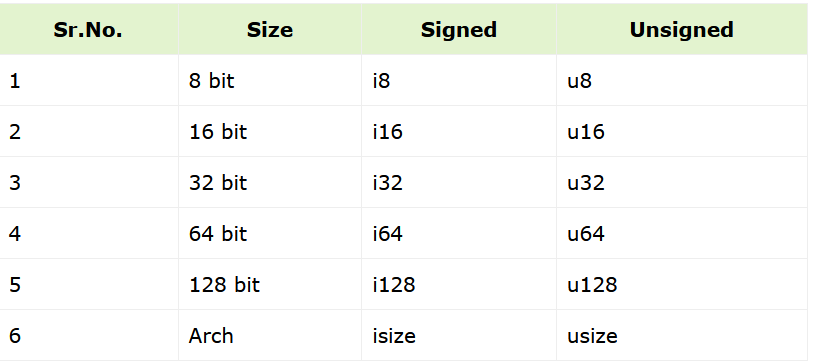 Sr.No. Size Signed Unsigned
1 8 bit i8 u8
2 16 bit i16 u16
3 32 bit i32 u32
4 64 bit i64 u64
5 128 bit i128 u128
6 Arch isize usize